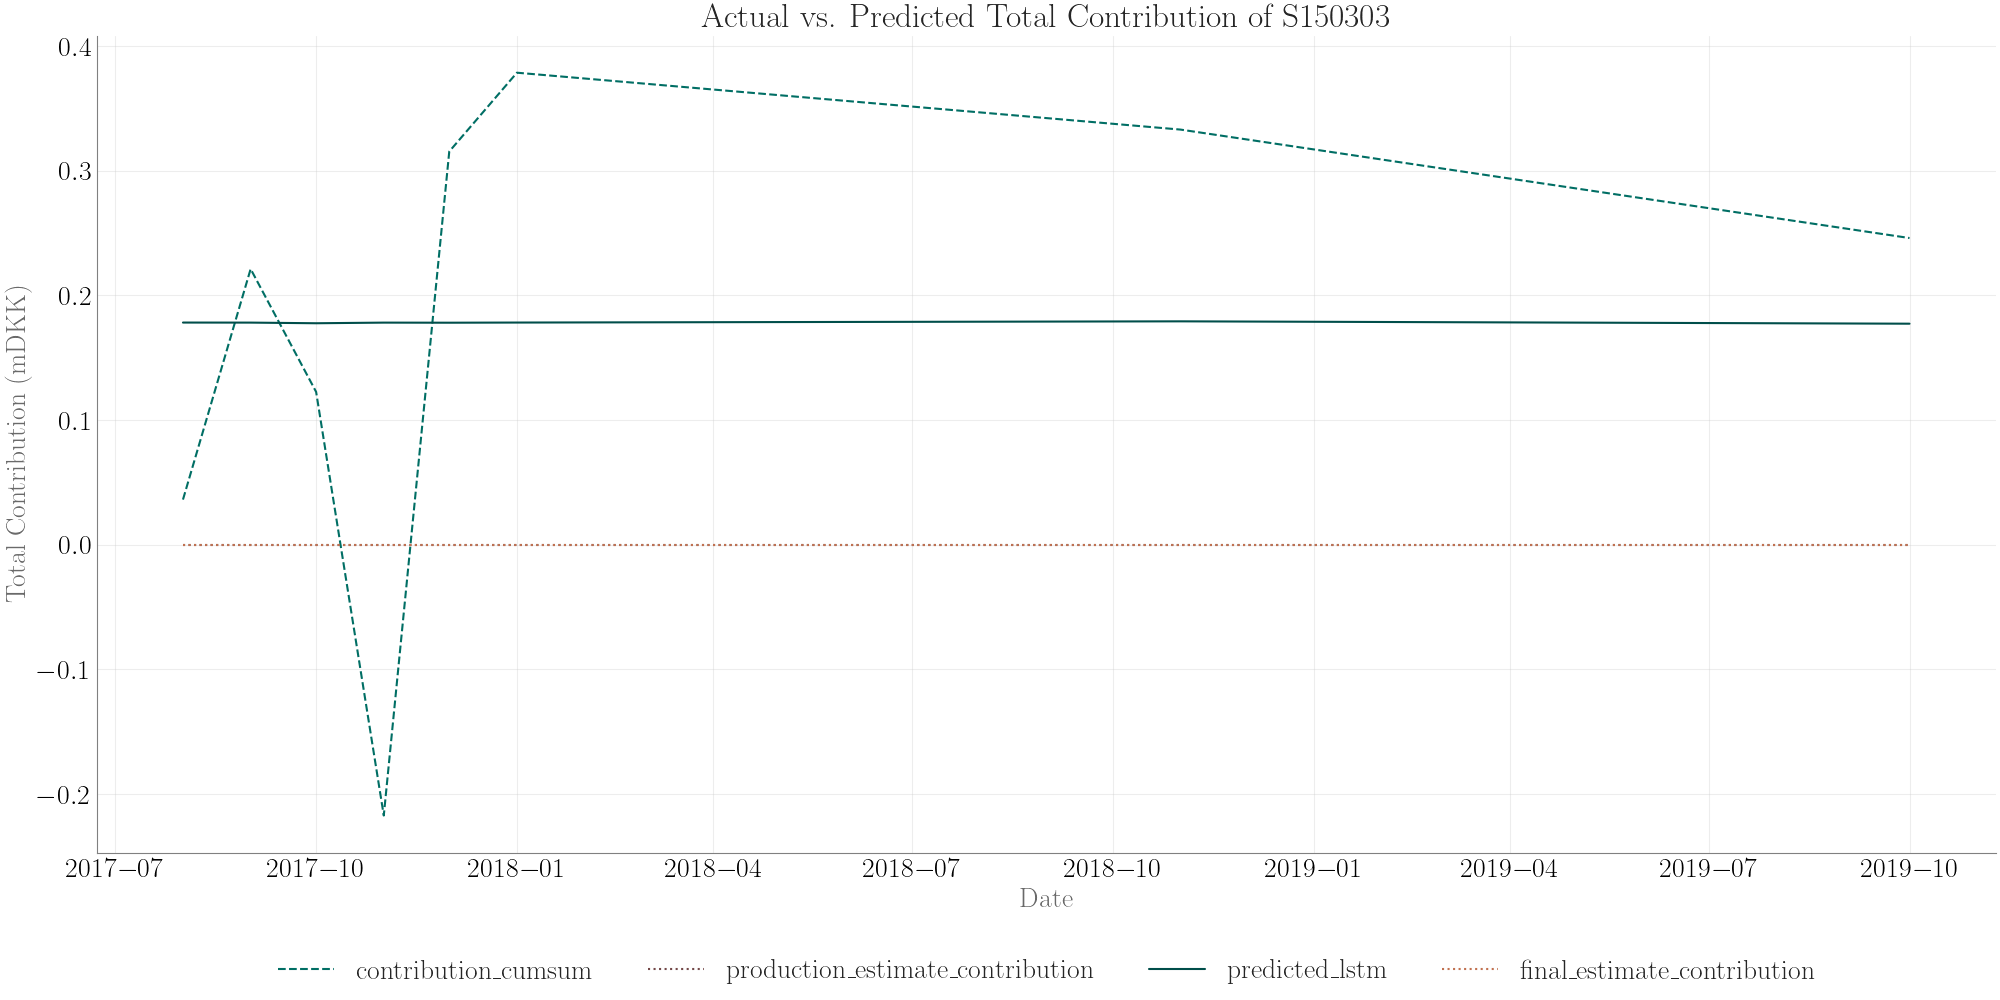 Actual vs. Predicted Total Contribution of S150303
Total Contribution (mDKK)
0.4
0.3
0.2
0.1
0.0
−0.1
−0.2
2017−07 2017−10 2018−01 2018−04 2018−07 2018−10 2019−01 2019−04 2019−07 2019−10
Date
contribution_cumsum production_estimate_contribution predicted_lstm final_estimate_contribution